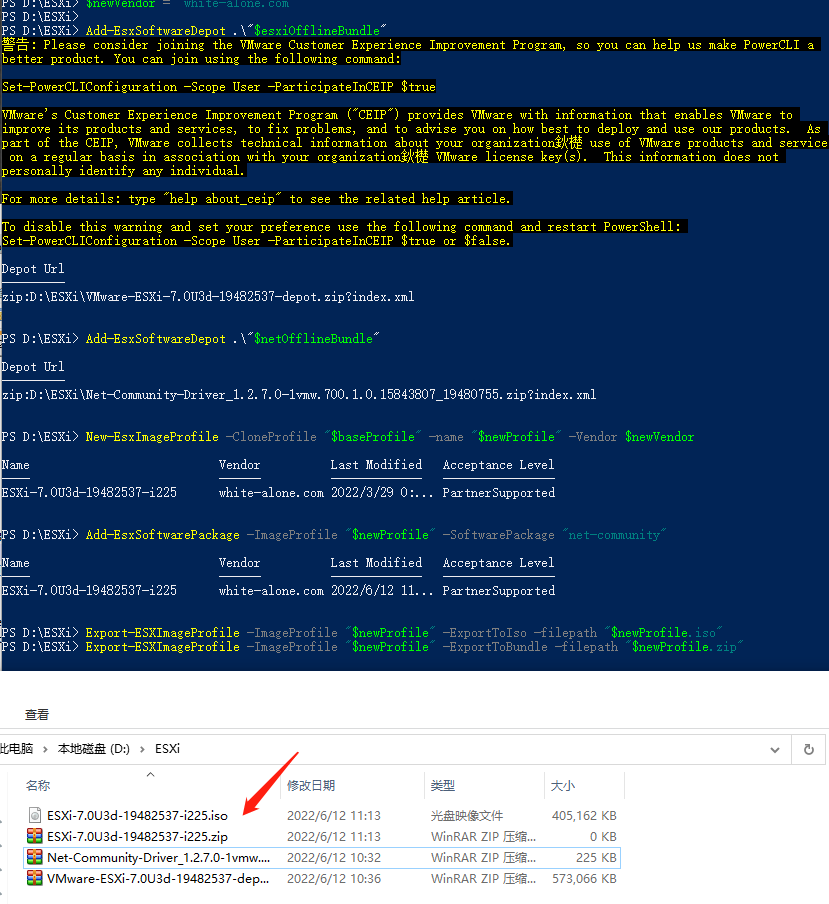 PS D:\ESXi> $newVendor = "white-alone.com"
PS D:\ESXi>
PS D:\ESXi> Add-EsxSoftwareDepot .\"$esxiOfflineBundle"
警告: Please consider joining the VMware Customer Experience Improvement Program, so you can help us make PowerCLI a
better product. You can join using the following command:
Set-PowerCLIConfiguration -Scope User -ParticipateInCEIP $true
VMware's Customer Experience Improvement Program ("CEIP") provides VMware with information that enables VMware to
improve its products and services, to fix problems, and to advise you on how best to deploy and use our products.  As
part of the CEIP, VMware collects technical information about your organization鈥檚 use of VMware products and service
on a regular basis in association with your organization鈥檚 VMware license key(s).  This information does not
personally identify any individual.
For more details: type "help about_ceip" to see the related help article.
To disable this warning and set your preference use the following command and restart PowerShell:
Set-PowerCLIConfiguration -Scope User -ParticipateInCEIP $true or $false.
Depot Url
zip:D:\ESXi\VMware-ESXi-7.0U3d-19482537-depot.zip?index.xml
PS D:\ESXi> Add-EsxSoftwareDepot .\"$netOfflineBundle"
Depot Url
zip:D:\ESXi\Net-Community-Driver_1.2.7.0-1vmw.700.1.0.15843807_19480755.zip?index.xml
PS D:\ESXi> New-EsxImageProfile -CloneProfile "$baseProfile" -name "$newProfile" -Vendor $newVendor
Name Vendor Last Modified Acceptance Level
ESXi-7.0U3d-19482537-i225 white-alone.com 2022/3/29 0:... PartnerSupported
PS D:\ESXi> Add-EsxSoftwarePackage -ImageProfile "$newProfile" -SoftwarePackage "net-community"
Name Vendor Last Modified Acceptance Level
ESXi-7.0U3d-19482537-i225 white-alone.com 2022/6/12 11... PartnerSupported
PS D:\ESXi> Export-ESXImageProfile -ImageProfile "$newProfile" -ExportToIso -filepath "$newProfile.iso"
PS D:\ESXi> Export-ESXImageProfile -ImageProfile "$newProfile" -ExportToBundle -filepath "$newProfile.zip"
查看
此电脑 > 本地磁盘 (D:) > ESXi
名称 修改日期 类型 大小
ESXi-7.0U3d-19482537-i225.iso 2022/6/12 11:13 光盘映像文件 405,162 KB
ESXi-7.0U3d-19482537-i225.zip 2022/6/12 11:13 WinRAR ZIP 压缩... 0 KB
Net-Community-Driver_1.2.7.0-1vmw.... 2022/6/12 10:32 WinRAR ZIP 压缩... 225 KB
VMware-ESXi-7.0U3d-19482537-dep... 2022/6/12 10:36 WinRAR ZIP 压缩... 573,066 KB